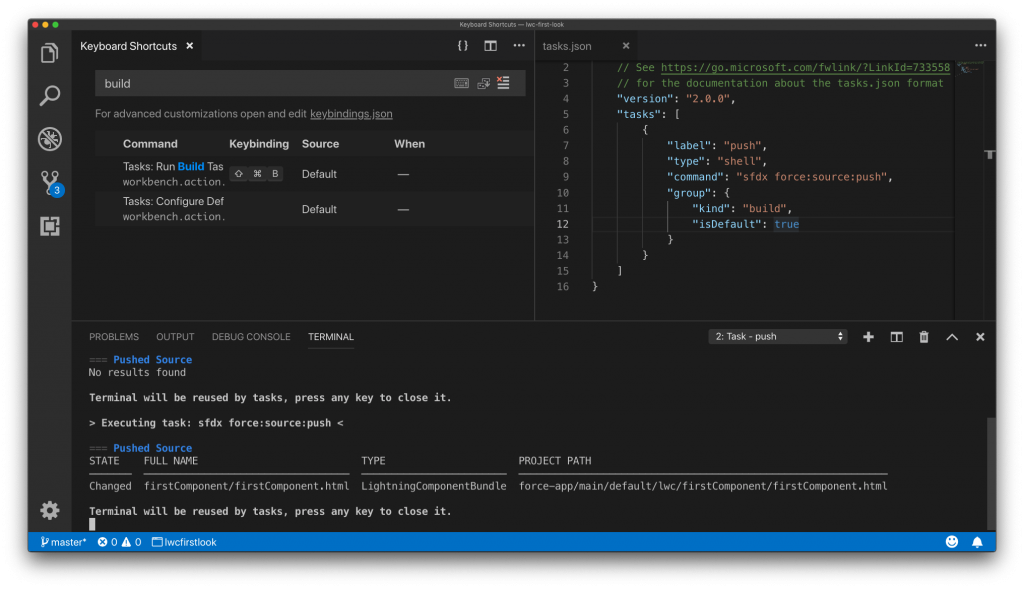 Keyboard Shortcuts — lwc-first-look
Keyboard Shortcuts ×
{} ···
build
For advanced customizations open and edit keybindings.json
Command Keybinding Source When
Tasks: Run Build Tas
workbench.action. ⇧ ⌘ B Default —
Tasks: Configure Def
workbench.action. Default —
3
tasks.json × ···
2 // See https://go.microsoft.com/fwlink/?LinkId=733558
3 // for the documentation about the tasks.json format
4 "version": "2.0.0",
5 "tasks": [
6 {
7 "label": "push",
8 "type": "shell",
9 "command": "sfdx force:source:push",
10 "group": {
11 "kind": "build",
12 "isDefault": true
13 }
14 }
15 ]
16 }
PROBLEMS OUTPUT DEBUG CONSOLE TERMINAL 2: Task - push
=== Pushed Source
No results found
Terminal will be reused by tasks, press any key to close it.
> Executing task: sfdx force:source:push <
=== Pushed Source
STATE FULL NAME TYPE PROJECT PATH
Changed firstComponent/firstComponent.html LightningComponentBundle force-app/main/default/lwc/firstComponent/firstComponent.html
Terminal will be reused by tasks, press any key to close it.
master* 0 0 lwcfirstlook